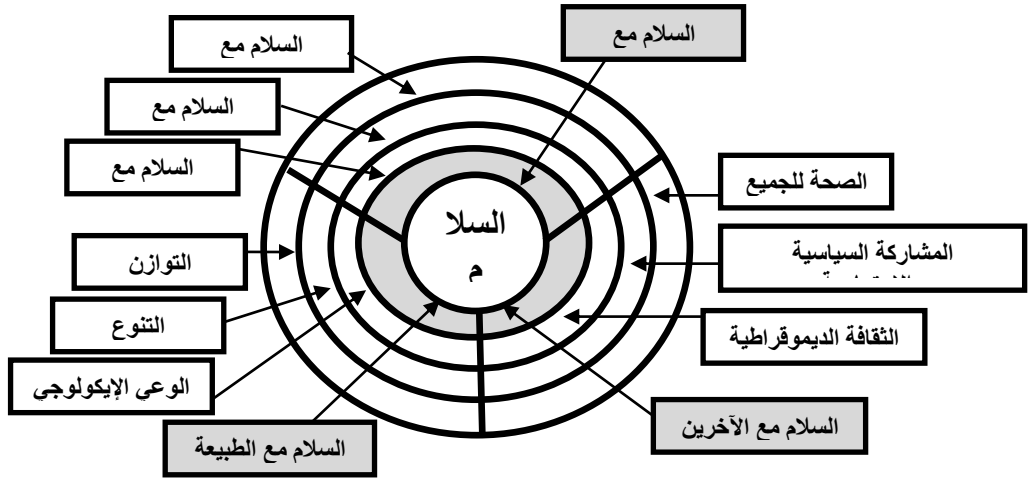 السلام مع
السلام مع
السلام مع
السلام مع
السلا
م
الصحة للجميع
المشاركة السياسية
الثقافة الديموقراطية
السلام مع الآخرين
التوازن
التنوع
الوعي الإيكولوجي
السلام مع الطبيعة